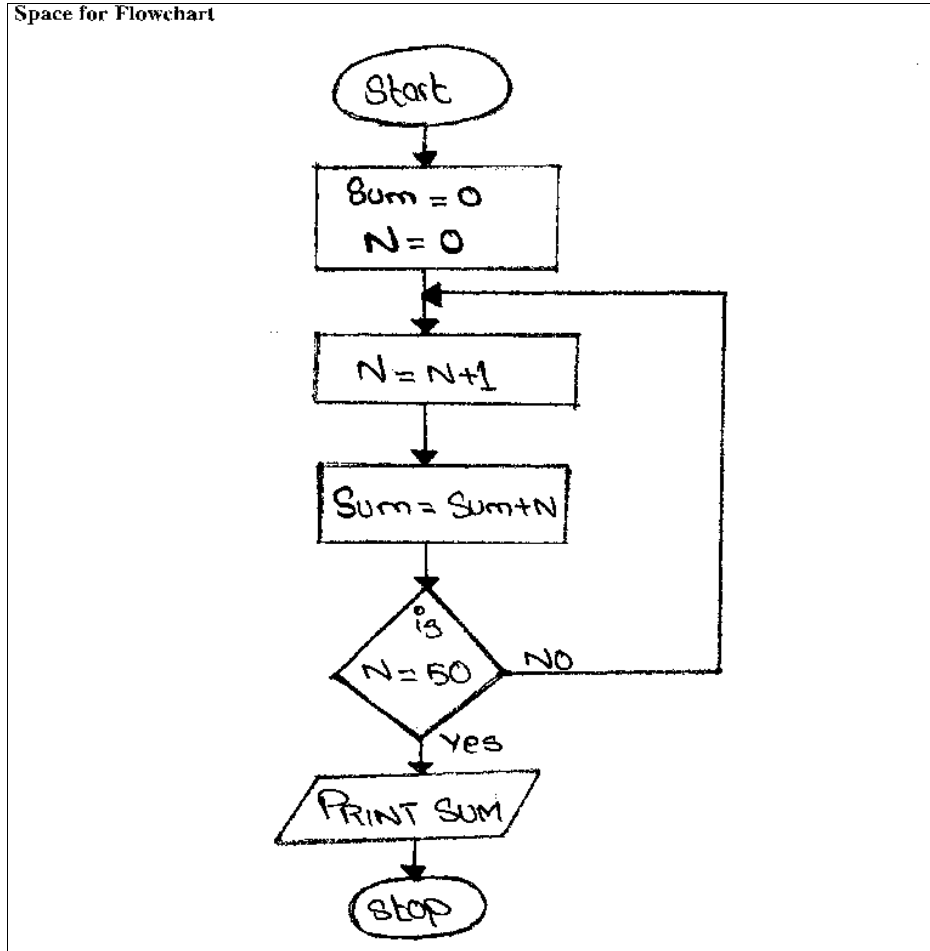 Space for Flowchart
Start
Sum = 0
N = 0
N = N+1
Sum = Sum+N
is
N = 50
NO
Yes
PRINT SUM
stop